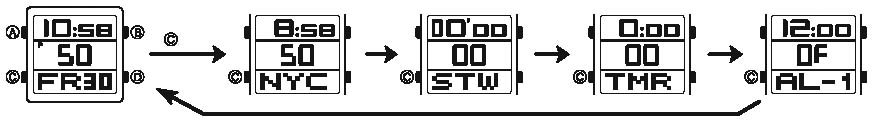 10:58 8:58 00'00 0:00 12:00
A B C
P 50 50 00 00 OF
C D C C C C
FR30 NYC STW TMR AL-1